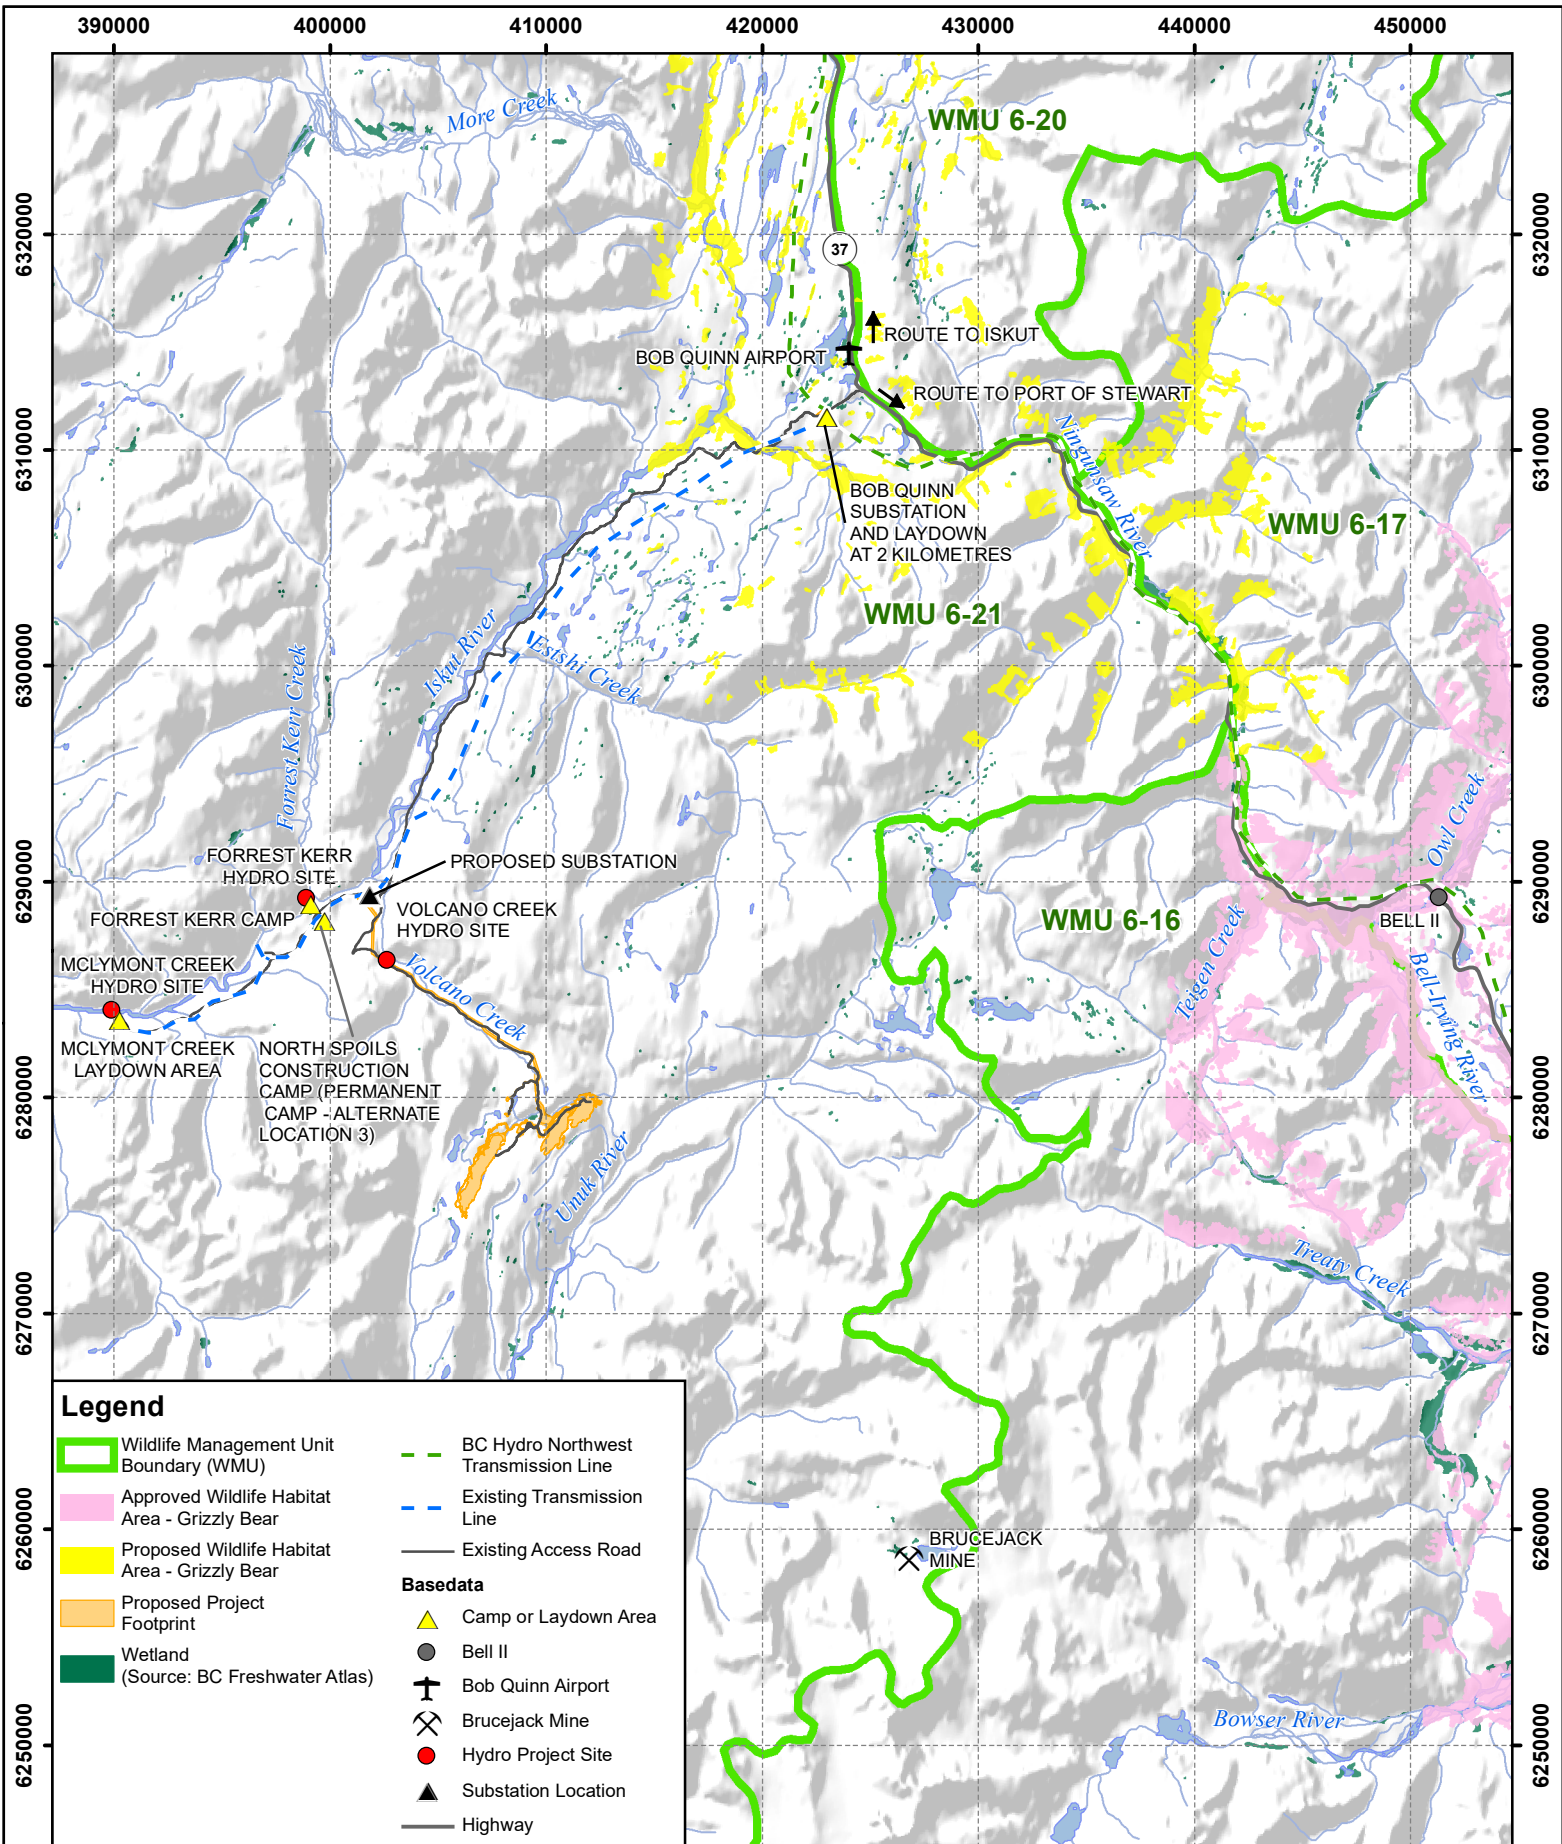 390000
400000
410000
420000
430000
440000
450000
6320000
6310000
6300000
6290000
6280000
6270000
6260000
6250000
6320000
6310000
6300000
6290000
6280000
6270000
6260000
6250000
More Creek
WMU 6-20
37
ROUTE TO ISKUT
BOB QUINN AIRPORT
ROUTE TO PORT OF STEWART
Ningunsaw River
BOB QUINN
SUBSTATION
AND LAYDOWN
AT 2 KILOMETRES
WMU 6-17
WMU 6-21
Iskut River
Estshi Creek
Forrest Kerr Creek
Owl Creek
FORREST KERR
HYDRO SITE
PROPOSED SUBSTATION
FORREST KERR CAMP
VOLCANO CREEK
HYDRO SITE
WMU 6-16
BELL II
Teigen Creek
Bell-Irving River
MCLYMONT CREEK
HYDRO SITE
Volcano Creek
MCLYMONT CREEK
LAYDOWN AREA
NORTH SPOILS
CONSTRUCTION
CAMP (PERMANENT
CAMP - ALTERNATE
LOCATION 3)
Unuk River
Treaty Creek
BRUCEJACK
MINE
Bowser River
Legend
Wildlife Management Unit
Boundary (WMU)
Approved Wildlife Habitat
Area - Grizzly Bear
Proposed Wildlife Habitat
Area - Grizzly Bear
Proposed Project
Footprint
Wetland
(Source: BC Freshwater Atlas)
BC Hydro Northwest
Transmission Line
Existing Transmission
Line
Existing Access Road
Basedata
Camp or Laydown Area
Bell II
Bob Quinn Airport
Brucejack Mine
Hydro Project Site
Substation Location
Highway